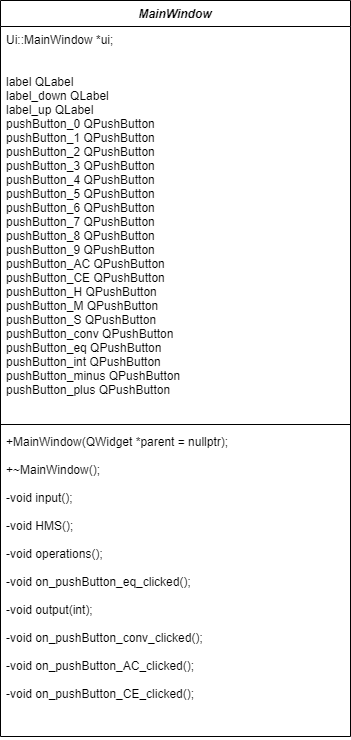 MainWindow
Ui::MainWindow *ui;
label QLabel
label_down QLabel
label_up QLabel
pushButton_0 QPushButton
pushButton_1 QPushButton
pushButton_2 QPushButton
pushButton_3 QPushButton
pushButton_4 QPushButton
pushButton_5 QPushButton
pushButton_6 QPushButton
pushButton_7 QPushButton
pushButton_8 QPushButton
pushButton_9 QPushButton
pushButton_AC QPushButton
pushButton_CE QPushButton
pushButton_H QPushButton
pushButton_M QPushButton
pushButton_S QPushButton
pushButton_conv QPushButton
pushButton_eq QPushButton
pushButton_int QPushButton
pushButton_minus QPushButton
pushButton_plus QPushButton
+MainWindow(QWidget *parent = nullptr);
+~MainWindow();
-void input();
-void HMS();
-void operations();
-void on_pushButton_eq_clicked();
-void output(int);
-void on_pushButton_conv_clicked();
-void on_pushButton_AC_clicked();
-void on_pushButton_CE_clicked();